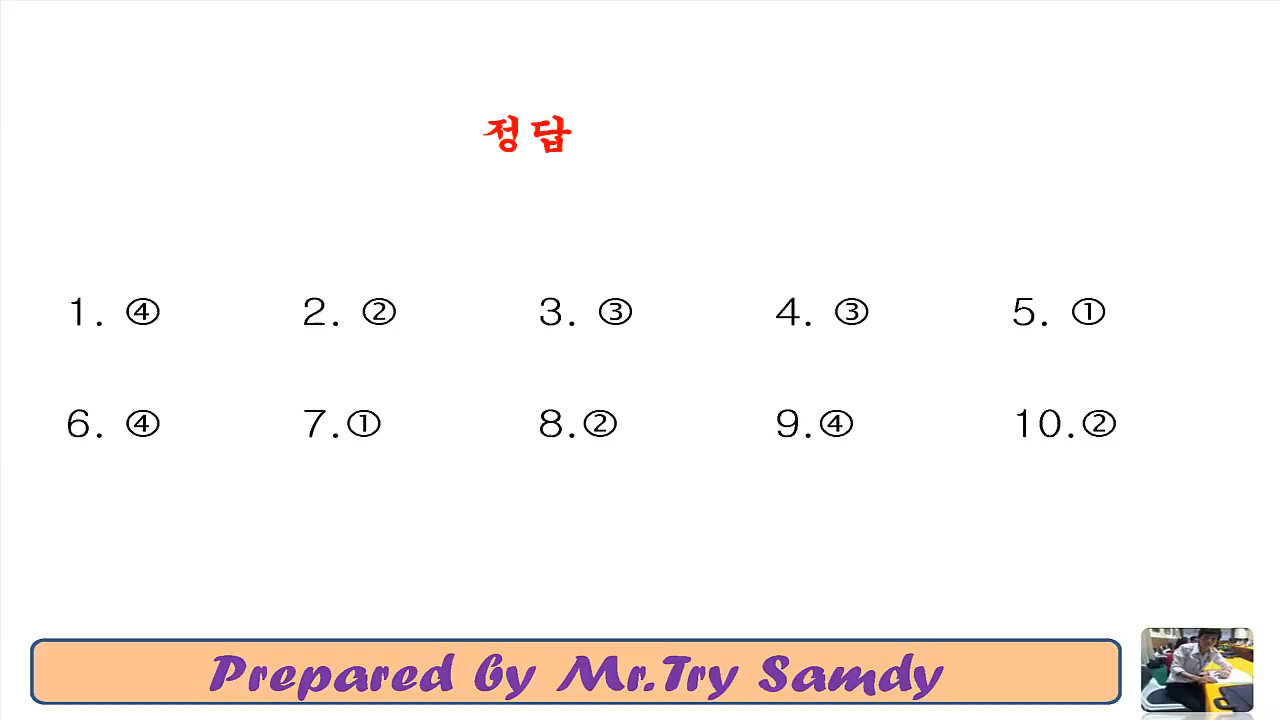 정답
1. ④ 2. ② 3. ③ 4. ③ 5. ①
6. ④ 7.① 8.② 9.④ 10.②
Prepared by Mr.Try Samdy